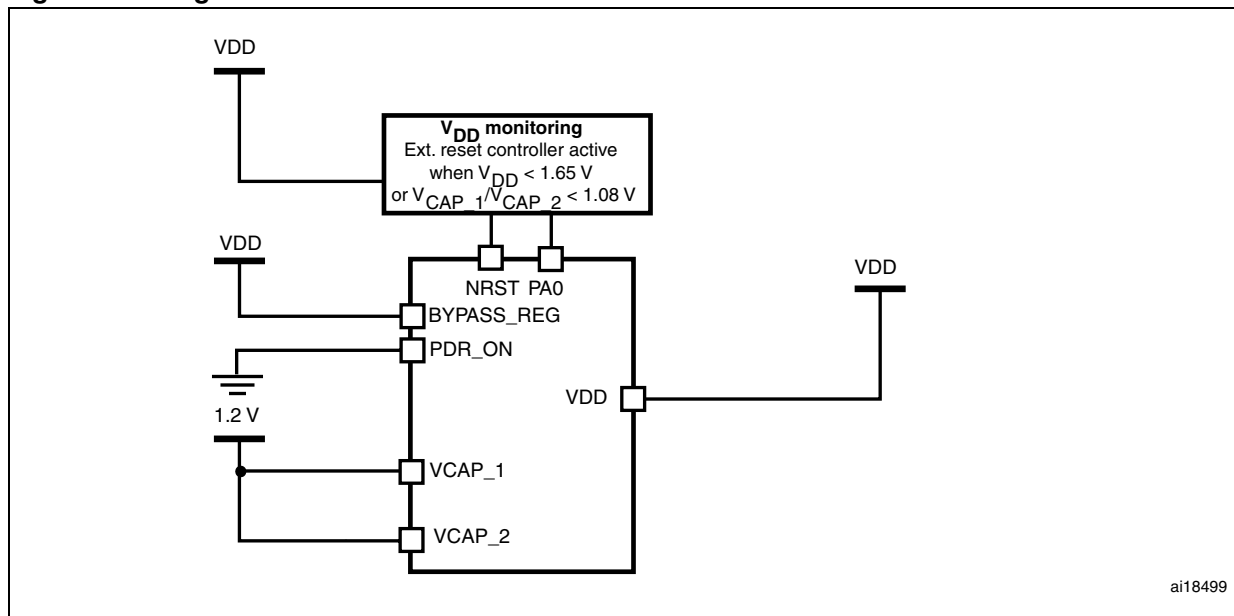 VDD
VDD monitoring
Ext. reset controller active
when VDD < 1.65 V
or VCAP_1/VCAP_2 < 1.08 V
VDD
NRST PA0
VDD
BYPASS_REG
PDR_ON
VDD
1.2 V
VCAP_1
VCAP_2
ai18499